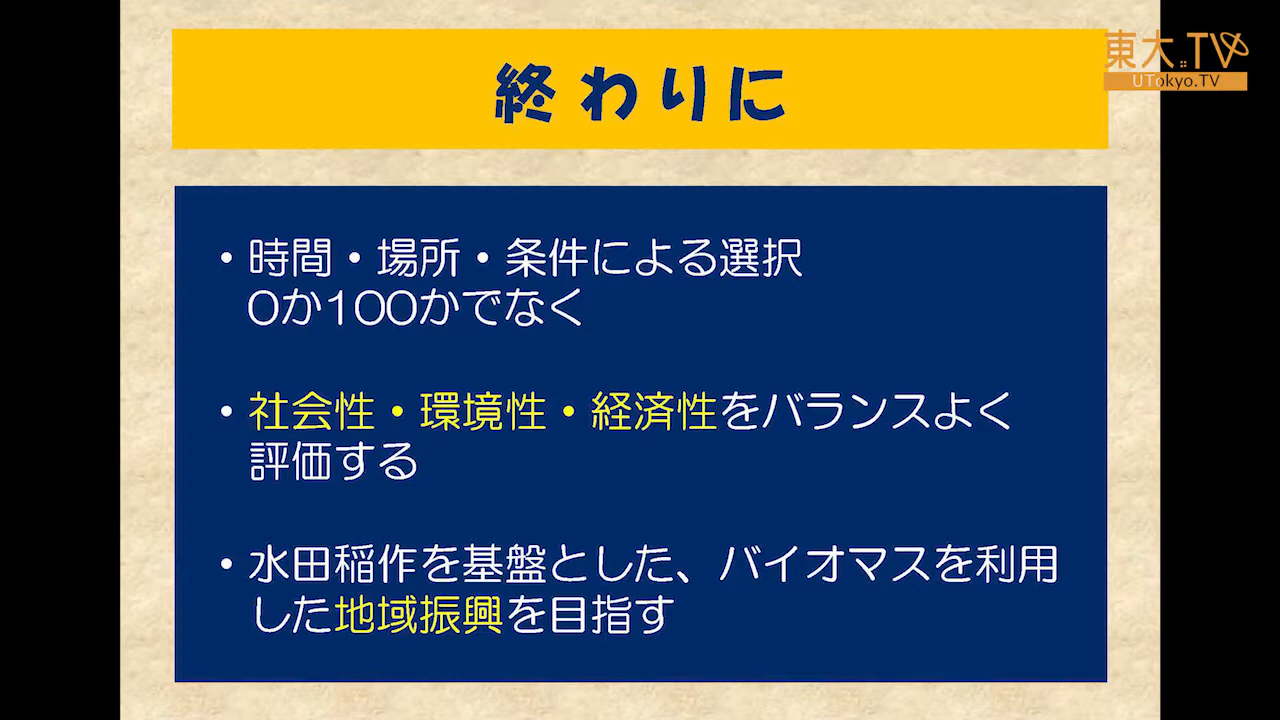 東大TV
UTokyo.TV
終わりに
・時間・場所・条件による選択
0か100かでなく
・社会性・環境性・経済性をバランスよく
評価する
・水田稲作を基盤とした、バイオマスを利用
した地域振興を目指す